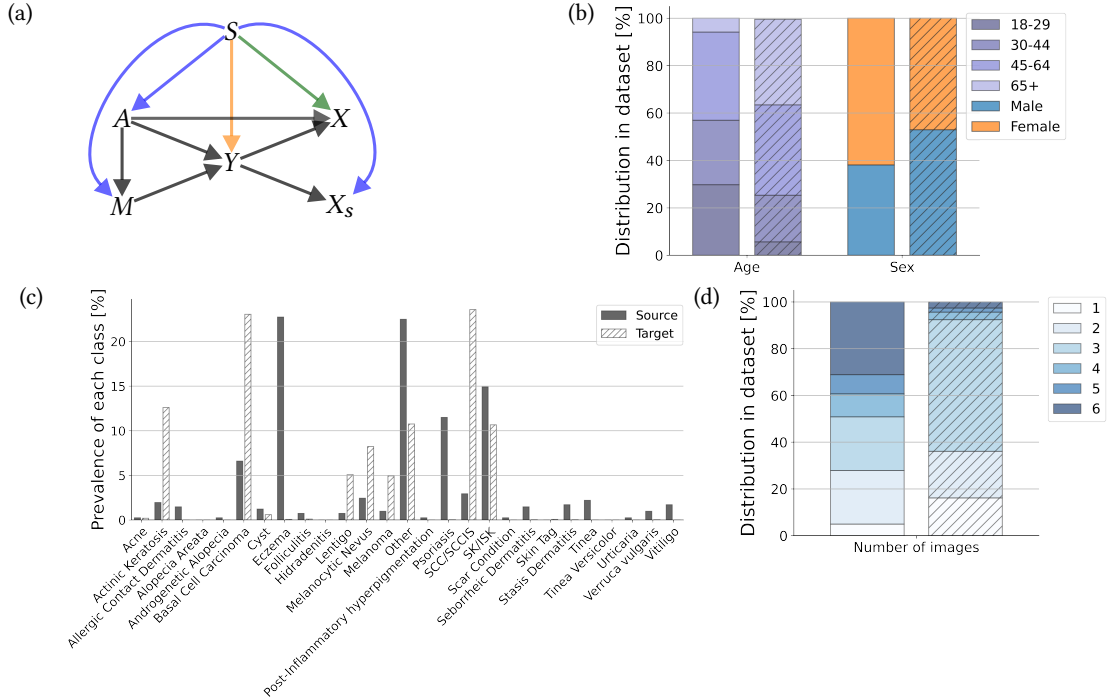 (a)
S
A
X
Y
M
Xs
(b)
Distribution in dataset [%]
100
80
60
40
20
0
Age
Sex
18-29
30-44
45-64
65+
Male
Female
(c)
Prevalence of each class [%]
20
15
10
5
0
Source
Target
Acne
Actinic Keratosis
Allergic Contact Dermatitis
Alopecia Areata
Androgenetic Alopecia
Basal Cell Carcinoma
Cyst
Eczema
Folliculitis
Hidradenitis
Lentigo
Melanocytic Nevus
Melanoma
Other
Post-Inflammatory hyperpigmentation
Psoriasis
SCC/SCCIS
SK/ISK
Scar Condition
Seborrheic Dermatitis
Skin Tag
Stasis Dermatitis
Tinea
Tinea Versicolor
Urticaria
Verruca vulgaris
Vitiligo
(d)
Distribution in dataset [%]
100
80
60
40
20
0
Number of images
1
2
3
4
5
6